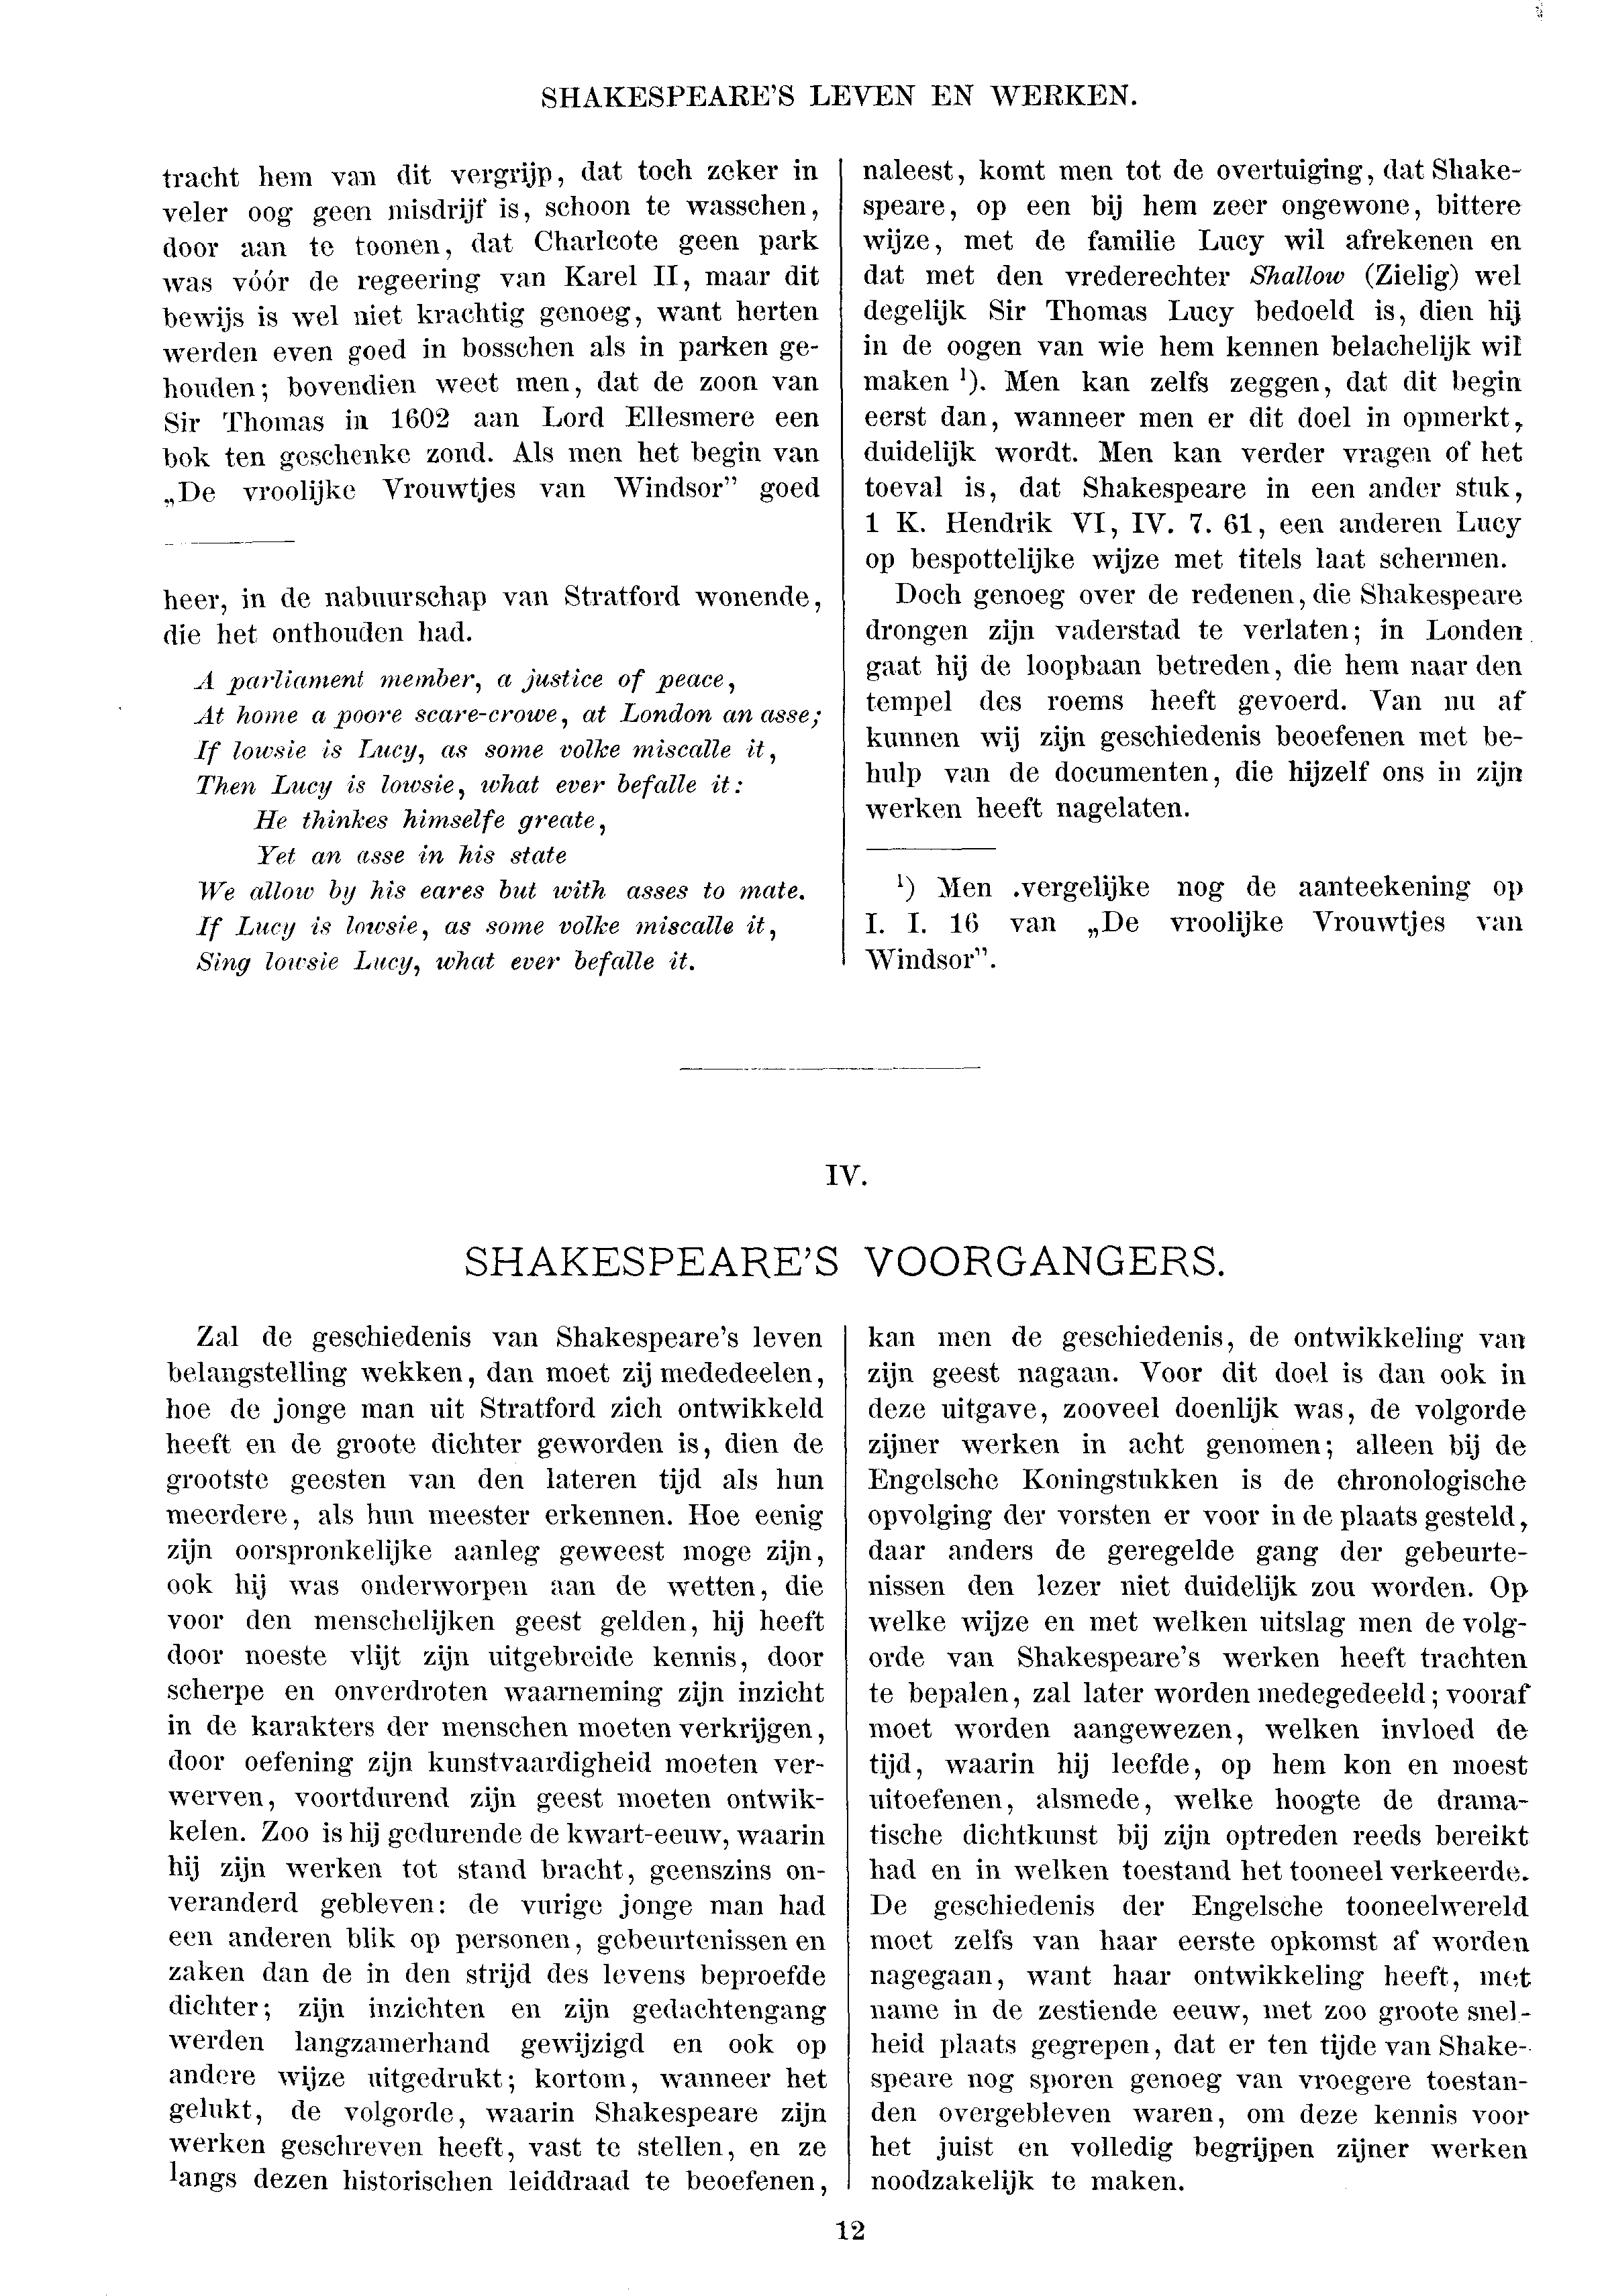 SHAKESPEARE'S LEVEN EN WERKEN.
tracht hem van dit vergrijp, dat toch zeker in
veler oog geen misdrijf is, schoon te wasschen,
door aan te toonen, dat Charlcote geen park
was vóór de regeering van Karel II, maar dit
bewijs is wel niet krachtig genoeg, want herten
werden even goed in bosschen als in parken ge-
houden; bovendien weet men, dat de zoon van
Sir Thomas in 1602 aan Lord Ellesmere een
bok ten geschenke zond. Als men het begin van
„De vroolijke Vrouwtjes van Windsor” goed
heer, in de nabuurschap van Stratford wonende,
die het onthouden had.
A parliament member, a justice of peace,
At home a poore scare-crowe, at London an asse;
If lowsie is Lucy, as some volke miscalle it,
Then Lucy is lowsie, what ever befalle it:
He thinkes himselfe greate,
Yet an asse in his state
We allow by his eares but with asses to mate.
If Lucy is lowsie, as some volke miscalle it,
Sing lowsie Lucy, what ever befalle it.
naleest, komt men tot de overtuiging, dat Shake-
speare, op een bij hem zeer ongewone, bittere
wijze, met de familie Lucy wil afrekenen en
dat met den vrederechter Shallow (Zielig) wel
degelijk Sir Thomas Lucy bedoeld is, dien hij
in de oogen van wie hem kennen belachelijk wil
maken ¹). Men kan zelfs zeggen, dat dit begin
eerst dan, wanneer men er dit doel in opmerkt,
duidelijk wordt. Men kan verder vragen of het
toeval is, dat Shakespeare in een ander stuk,
1 K. Hendrik VI, IV. 7. 61, een anderen Lucy
op bespottelijke wijze met titels laat schermen.
Doch genoeg over de redenen, die Shakespeare
drongen zijn vaderstad te verlaten; in Londen
gaat hij de loopbaan betreden, die hem naar den
tempel des roems heeft gevoerd. Van nu af
kunnen wij zijn geschiedenis beoefenen met be-
hulp van de documenten, die hijzelf ons in zijn
werken heeft nagelaten.
¹) Men vergelijke nog de aanteekening op
I. I. 16 van „De vroolijke Vrouwtjes van
Windsor”.
IV.
SHAKESPEARE'S VOORGANGERS.
Zal de geschiedenis van Shakespeare's leven
belangstelling wekken, dan moet zij mededeelen,
hoe de jonge man uit Stratford zich ontwikkeld
heeft en de groote dichter geworden is, dien de
grootste geesten van den lateren tijd als hun
meerdere, als hun meester erkennen. Hoe eenig
zijn oorspronkelijke aanleg geweest moge zijn,
ook hij was onderworpen aan de wetten, die
voor den menschelijken geest gelden, hij heeft
door noeste vlijt zijn uitgebreide kennis, door
scherpe en onverdroten waarneming zijn inzicht
in de karakters der menschen moeten verkrijgen,
door oefening zijn kunstvaardigheid moeten ver-
werven, voortdurend zijn geest moeten ontwik-
kelen. Zoo is hij gedurende de kwart-eeuw, waarin
hij zijn werken tot stand bracht, geenszins on-
veranderd gebleven: de vurige jonge man had
een anderen blik op personen, gebeurtenissen en
zaken dan de in den strijd des levens beproefde
dichter; zijn inzichten en zijn gedachtengang
werden langzamerhand gewijzigd en ook op
andere wijze uitgedrukt; kortom, wanneer het
gelukt, de volgorde, waarin Shakespeare zijn
werken geschreven heeft, vast te stellen, en ze
langs dezen historischen leiddraad te beoefenen,
kan men de geschiedenis, de ontwikkeling van
zijn geest nagaan. Voor dit doel is dan ook in
deze uitgave, zooveel doenlijk was, de volgorde
zijner werken in acht genomen; alleen bij de
Engelsche Koningstukken is de chronologische
opvolging der vorsten er voor in de plaats gesteld,
daar anders de geregelde gang der gebeurte-
nissen den lezer niet duidelijk zou worden. Op
welke wijze en met welken uitslag men de volg-
orde van Shakespeare's werken heeft trachten
te bepalen, zal later worden medegedeeld; vooraf
moet worden aangewezen, welken invloed de
tijd, waarin hij leefde, op hem kon en moest
uitoefenen, alsmede, welke hoogte de drama-
tische dichtkunst bij zijn optreden reeds bereikt
had en in welken toestand het tooneel verkeerde.
De geschiedenis der Engelsche tooneelwereld
moet zelfs van haar eerste opkomst af worden
nagegaan, want haar ontwikkeling heeft, met
name in de zestiende eeuw, met zoo groote snel-
heid plaats gegrepen, dat er ten tijde van Shake-
speare nog sporen genoeg van vroegere toestan-
den overgebleven waren, om deze kennis voor
het juist en volledig begrijpen zijner werken
noodzakelijk te maken.
12